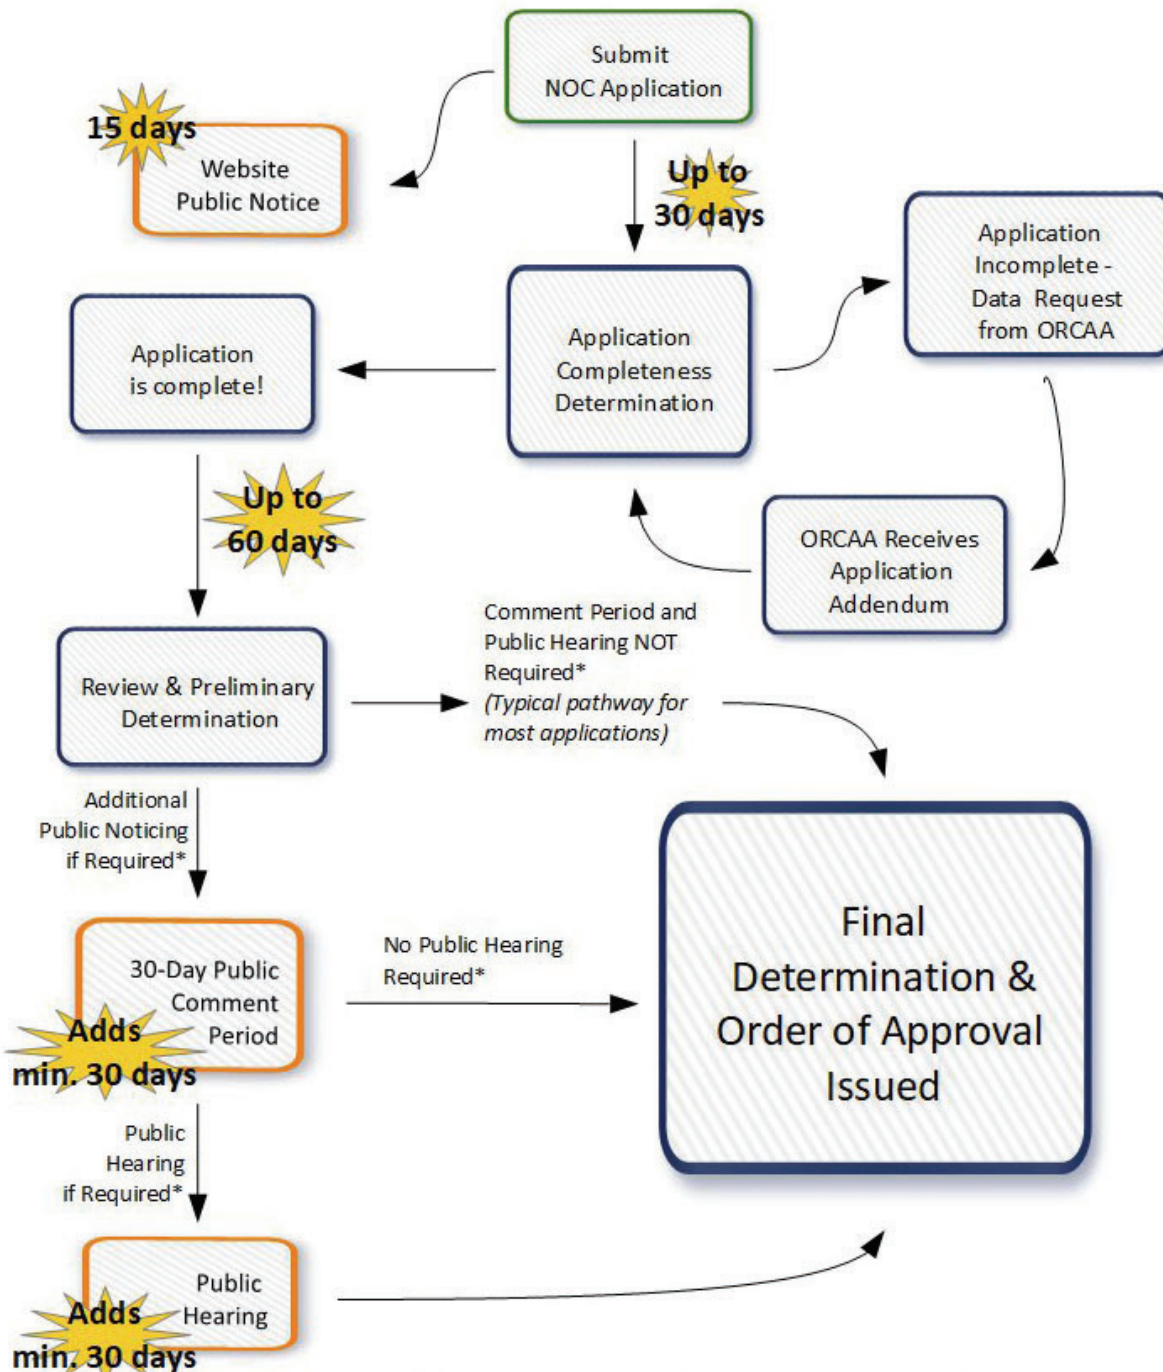 Submit
NOC Application
15 days
Website
Public Notice
Up to
30 days
Application
Incomplete -
Data Request
from ORCAA
Application
is complete!
Application
Completeness
Determination
Up to
60 days
ORCAA Receives
Application
Addendum
Review & Preliminary
Determination
Comment Period and
Public Hearing NOT
Required*
(Typical pathway for
most applications)
Additional
Public Noticing
if Required*
30-Day Public
Comment
Period
Adds
min. 30 days
No Public Hearing
Required*
Final
Determination &
Order of Approval
Issued
Public
Hearing
if Required*
Public
Hearing
Adds
min. 30 days